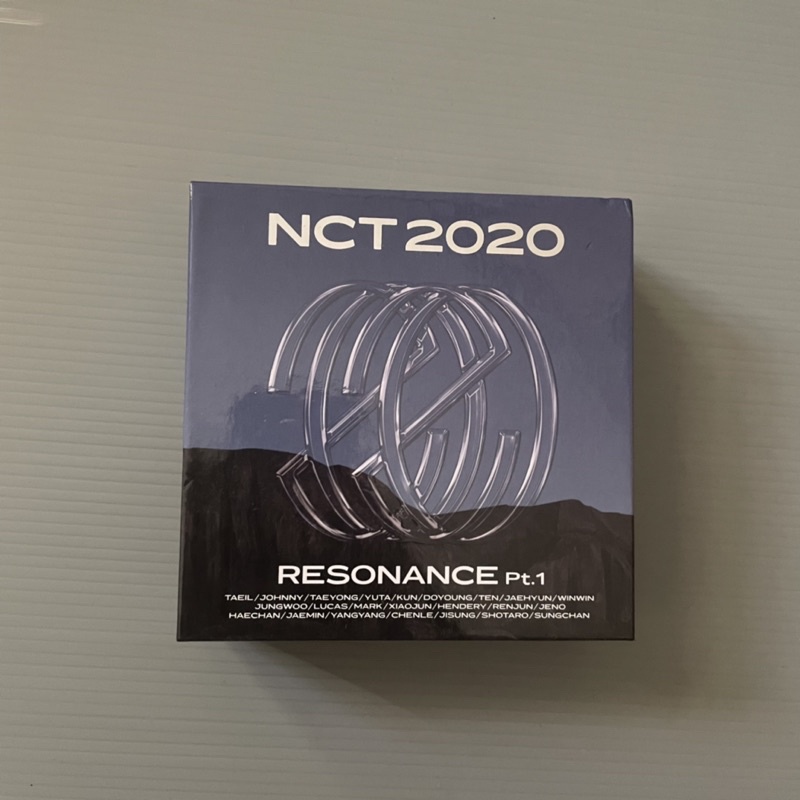 NCT 2020
RESONANCE Pt.1
TAEIL/JOHNNY/TAEYONG/YUTA/KUN/DOYOUNG/TEN/JAEHYUN/WINWIN
JUNGWOO/LUCAS/MARK/XIAOJUN/HENDERY/RENJUN/JENO
HAECHAN/JAEMIN/YANGYANG/CHENLE/JISUNG/SHOTARO/SUNGCHAN